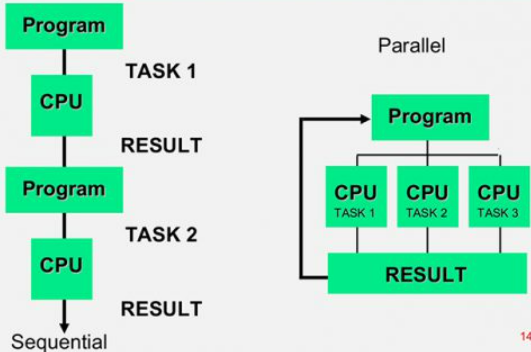 Program
TASK 1
CPU
RESULT
Program
TASK 2
CPU
RESULT
Sequential
Parallel
Program
CPU CPU CPU
TASK 1 TASK 2 TASK 3
RESULT
14